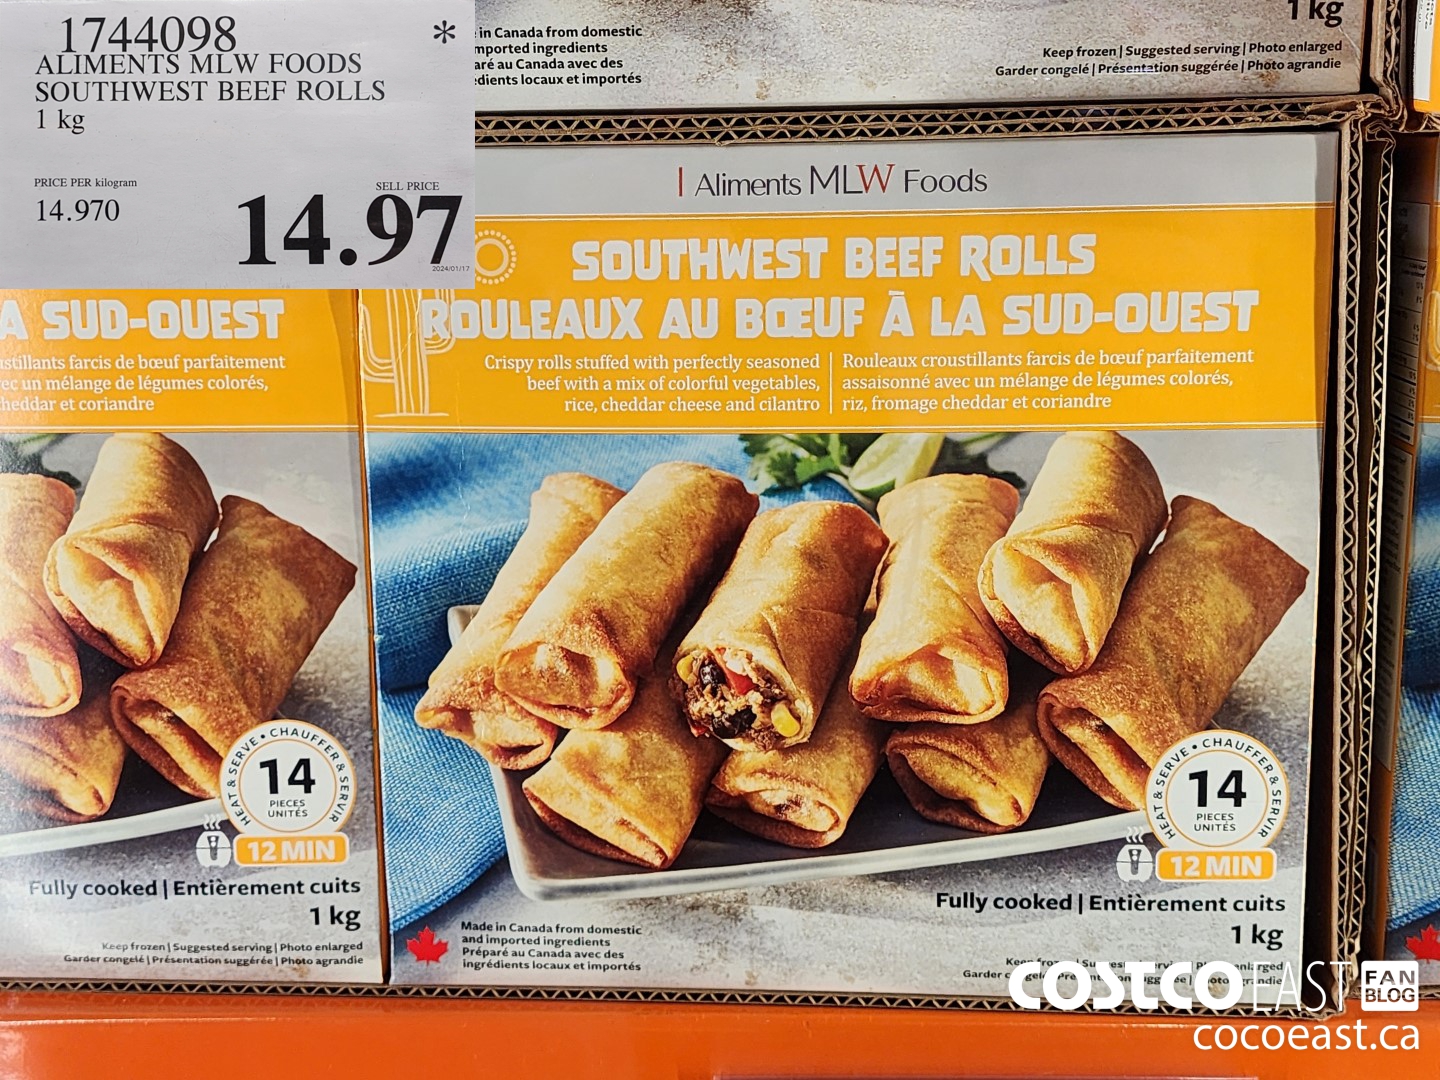 1744098 *
ALIMENTS MLW FOODS
SOUTHWEST BEEF ROLLS
1 kg
PRICE PER kilogram
14.970
SELL PRICE
14.97
2024/01/17
in Canada from domestic
imported ingredients
aré au Canada avec des
édients locaux et importés
1 kg
Keep frozen | Suggested serving | Photo enlarged
Garder congelé | Présentation suggérée | Photo agrandie
Aliments MLW Foods
SOUTHWEST BEEF ROLLS
ROULEAUX AU BŒUF À LA SUD-OUEST
Crispy rolls stuffed with perfectly seasoned
beef with a mix of colorful vegetables,
rice, cheddar cheese and cilantro
Rouleaux croustillants farcis de bœuf parfaitement
assaisonné avec un mélange de légumes colorés,
riz, fromage cheddar et coriandre
HEAT & SERVE • CHAUFFER & SERVIR
14
PIECES
UNITÉS
12 MIN
Fully cooked | Entièrement cuits
1 kg
Made in Canada from domestic
and imported ingredients
Préparé au Canada avec des
ingrédients locaux et importés
A SUD-OUEST
ustillants farcis de bœuf parfaitement
ec un mélange de légumes colorés,
heddar et coriandre
HEAT & SERVE • CHAUFFER & SERVIR
14
PIECES
UNITÉS
12 MIN
Fully cooked | Entièrement cuits
1 kg
Keep frozen | Suggested serving | Photo enlarged
Garder congelé | Présentation suggérée | Photo agrandie
COSTCO EAST FAN
BLOG
cocoeast.ca